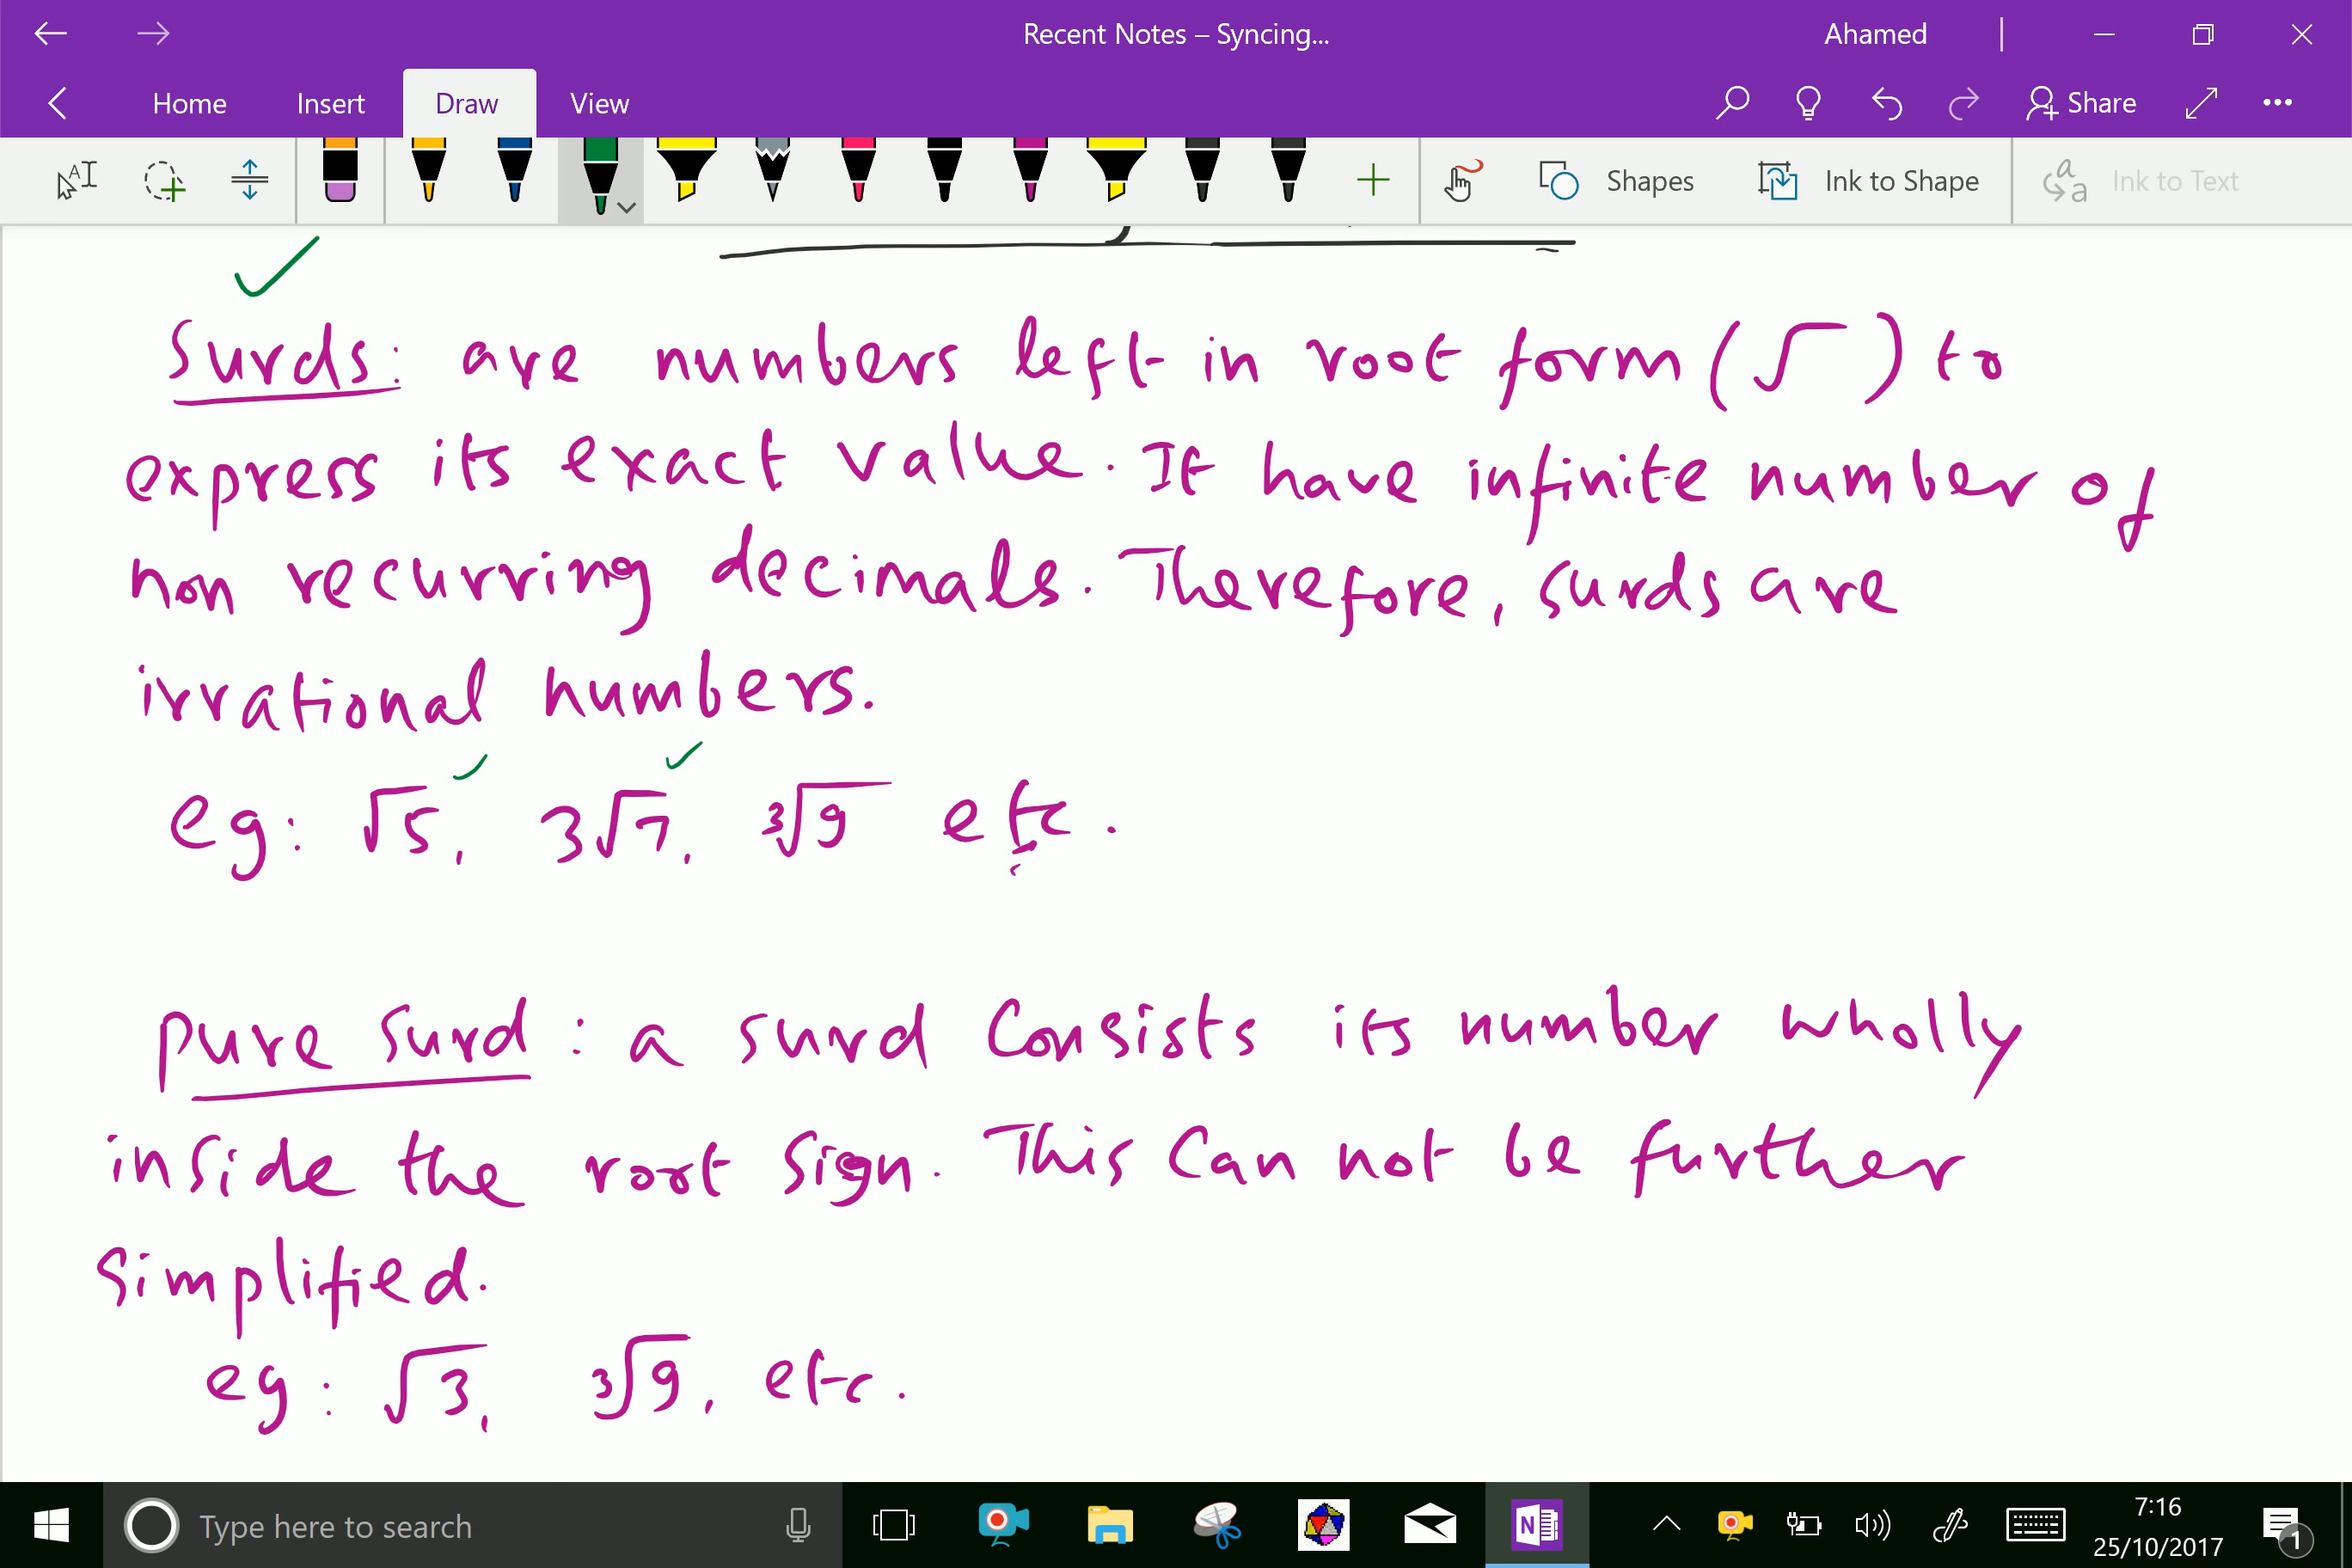 Recent Notes – Syncing...
Ahamed
Home Insert Draw View
Share
Shapes Ink to Shape Ink to Text
Surds: are numbers left in root form (√ ) to
express its exact value. It have infinite number of
non recurring decimals. Therefore, surds are
irrational numbers.
eg: √5, 3√7, ³√9 etc.
pure surd : a surd Consists its number wholly
inside the root sign. This Can not be further
simplified.
eg : √3, ³√9, etc.
Type here to search
7:16
25/10/2017
1